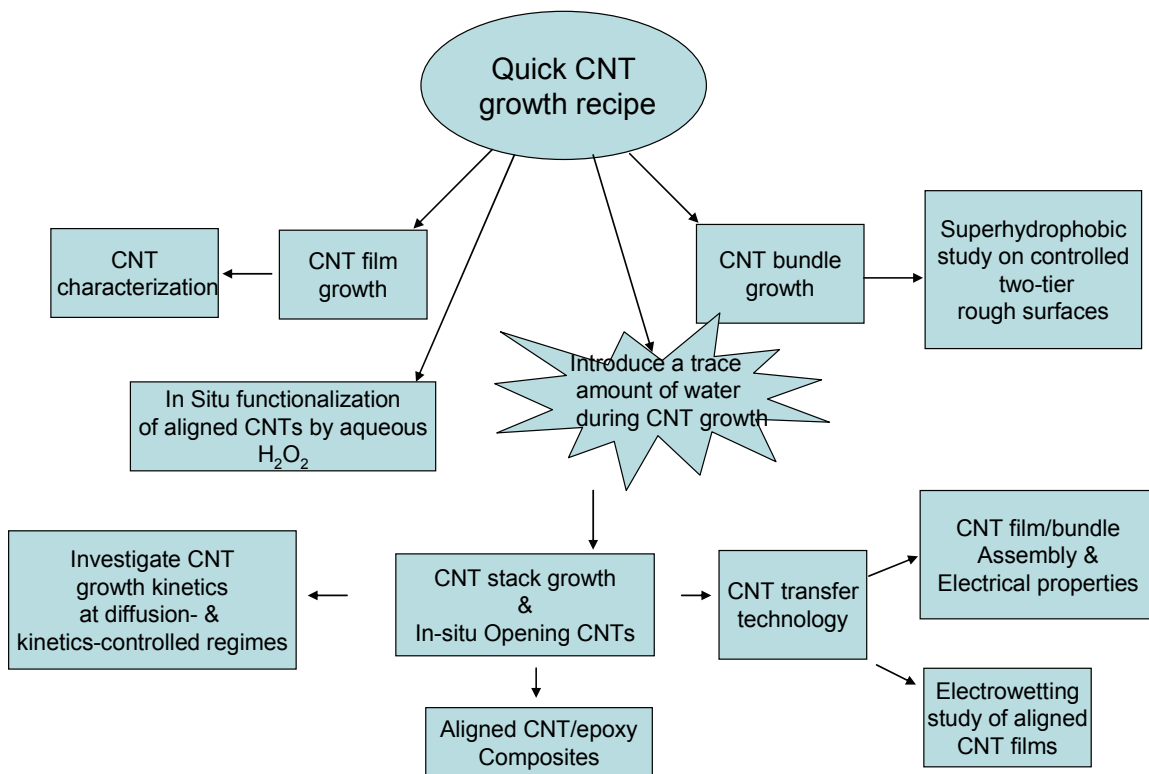 Quick CNT
growth recipe
CNT
characterization
CNT film
growth
CNT bundle
growth
Superhydrophobic
study on controlled
two-tier
rough surfaces
In Situ functionalization
of aligned CNTs by aqueous
H₂O₂
Introduce a trace
amount of water
during CNT growth
Investigate CNT
growth kinetics
at diffusion- &
kinetics-controlled regimes
CNT stack growth
&
In-situ Opening CNTs
CNT transfer
technology
CNT film/bundle
Assembly &
Electrical properties
Aligned CNT/epoxy
Composites
Electrowetting
study of aligned
CNT films